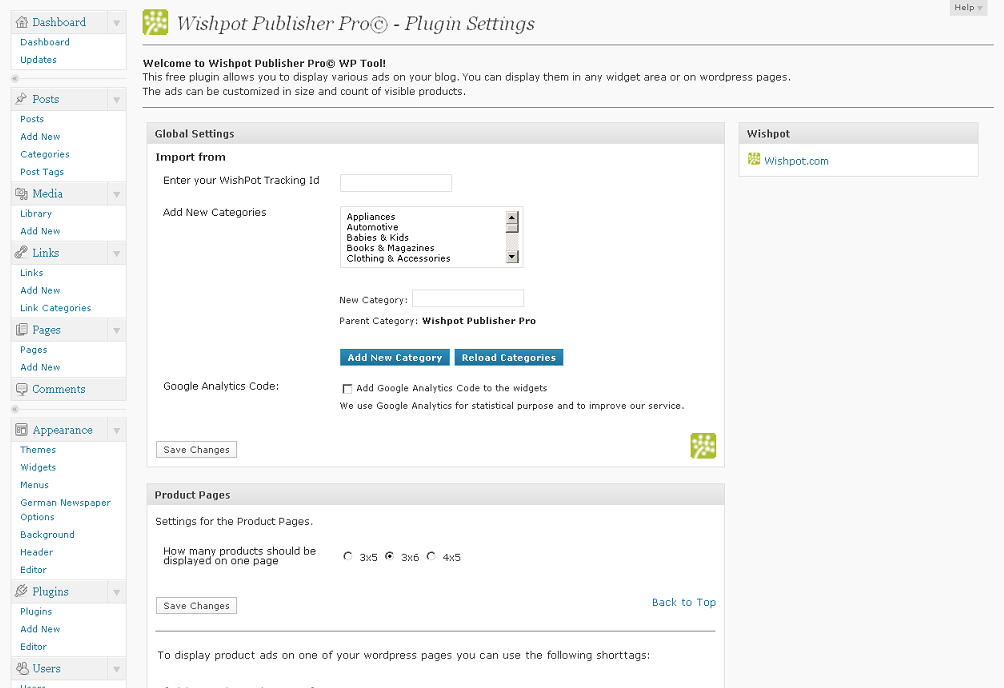 Help
Dashboard
Dashboard
Updates
Posts
Posts
Add New
Categories
Post Tags
Media
Library
Add New
Links
Links
Add New
Link Categories
Pages
Pages
Add New
Comments
Appearance
Themes
Widgets
Menus
German Newspaper
Options
Background
Header
Editor
Plugins
Plugins
Add New
Editor
Users
Users
Wishpot Publisher Pro© - Plugin Settings
Welcome to Wishpot Publisher Pro© WP Tool!
This free plugin allows you to display various ads on your blog. You can display them in any widget area or on wordpress pages.
The ads can be customized in size and count of visible products.
Global Settings
Import from
Enter your WishPot Tracking Id
Add New Categories
Appliances
Automotive
Babies & Kids
Books & Magazines
Clothing & Accessories
New Category:
Parent Category: Wishpot Publisher Pro
Add New Category Reload Categories
Google Analytics Code:
Add Google Analytics Code to the widgets
We use Google Analytics for statistical purpose and to improve our service.
Save Changes
Wishpot
Wishpot.com
Product Pages
Settings for the Product Pages.
How many products should be
displayed on one page
3x5 3x6 4x5
Save Changes
Back to Top
To display product ads on one of your wordpress pages you can use the following shorttags: